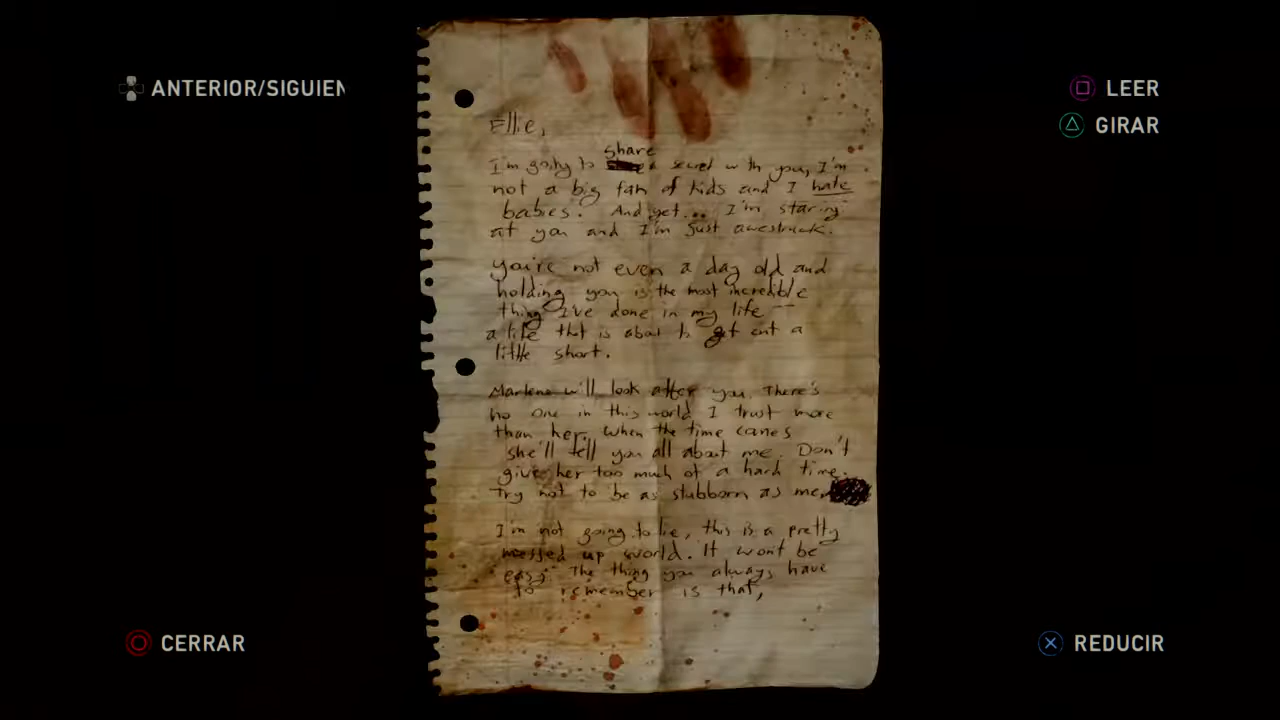 ANTERIOR/SIGUIEN
LEER
GIRAR
Ellie,
share
I'm going to a secret with you, I'm
not a big fan of kids and I hate
babies. And yet... I'm staring
at you and I'm just awestruck.
You're not even a day old and
holding you is the most incredible
thing I've done in my life --
a life that is about to get cut a
little short.
Marlene will look after you. There's
no one in this world I trust more
than her. When the time comes
she'll tell you all about me. Don't
give her too much of a hard time.
Try not to be as stubborn as me.
I'm not going to lie, this is a pretty
messed up world. It won't be
easy. The thing you always have
to remember is that,
CERRAR
REDUCIR